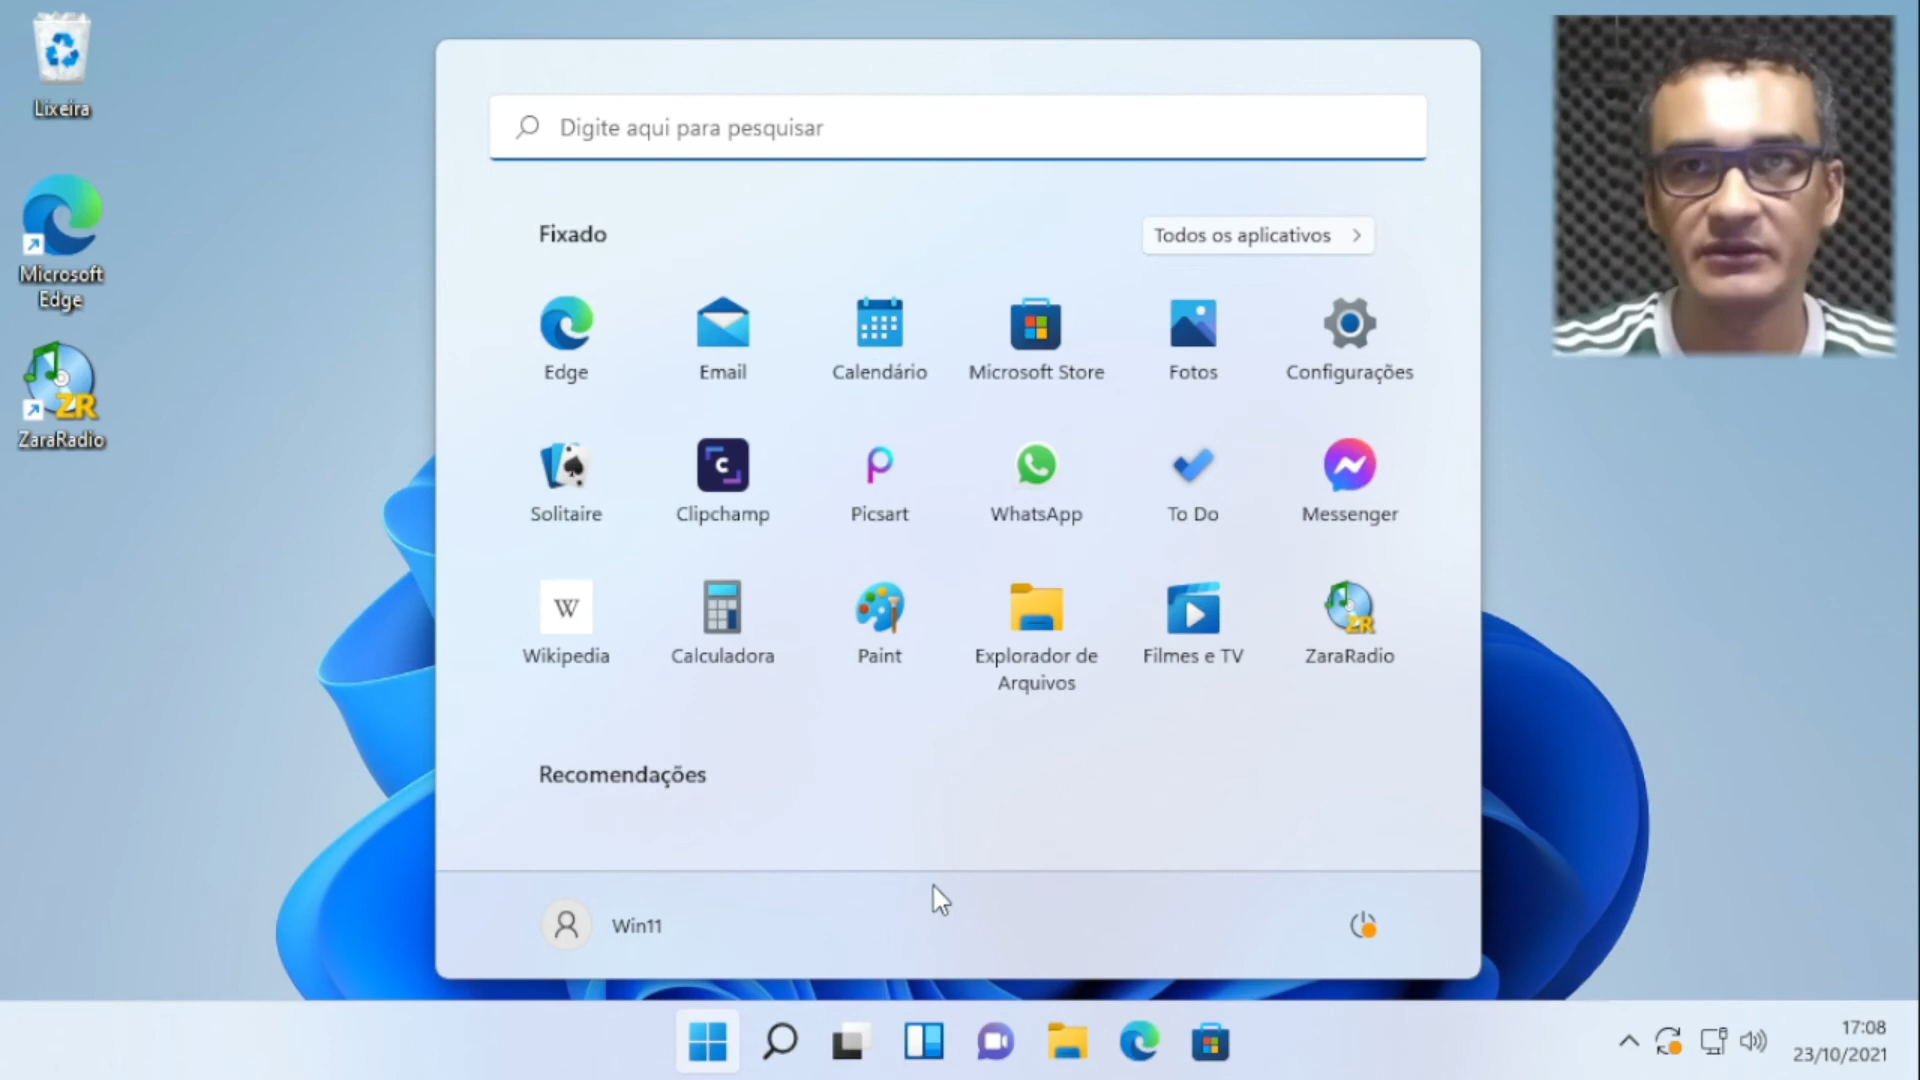 Lixeira
Microsoft
Edge
ZR
ZaraRadio
Digite aqui para pesquisar
Fixado
Todos os aplicativos
Edge
Email
Calendário
Microsoft Store
Fotos
Configurações
Solitaire
Clipchamp
Picsart
WhatsApp
To Do
Messenger
W
Wikipedia
Calculadora
Paint
Explorador de
Arquivos
Filmes e TV
ZR
ZaraRadio
Recomendações
Win11
17:08
23/10/2021